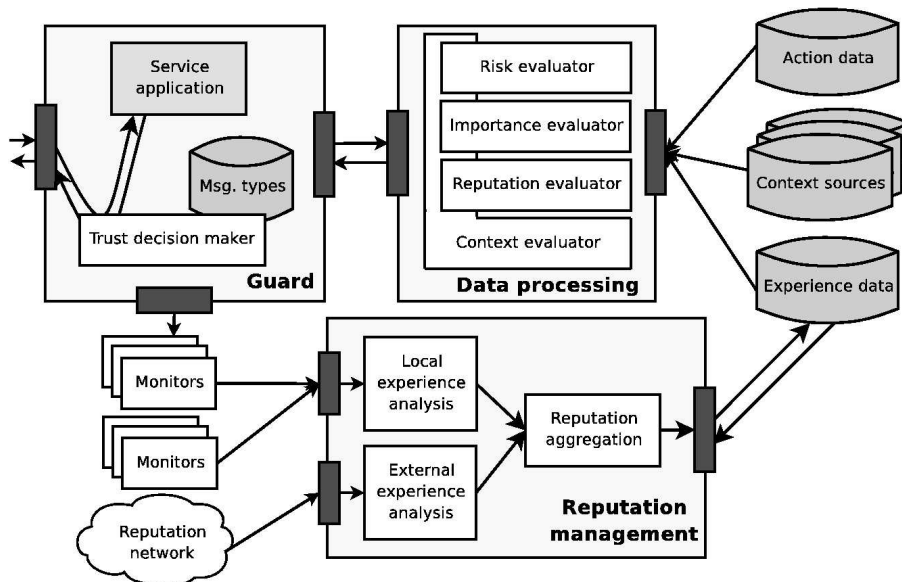 Service
application
Msg. types
Trust decision maker
Guard
Risk evaluator
Importance evaluator
Reputation evaluator
Context evaluator
Data processing
Action data
Context sources
Experience data
Monitors
Monitors
Reputation
network
Local
experience
analysis
External
experience
analysis
Reputation
aggregation
Reputation
management